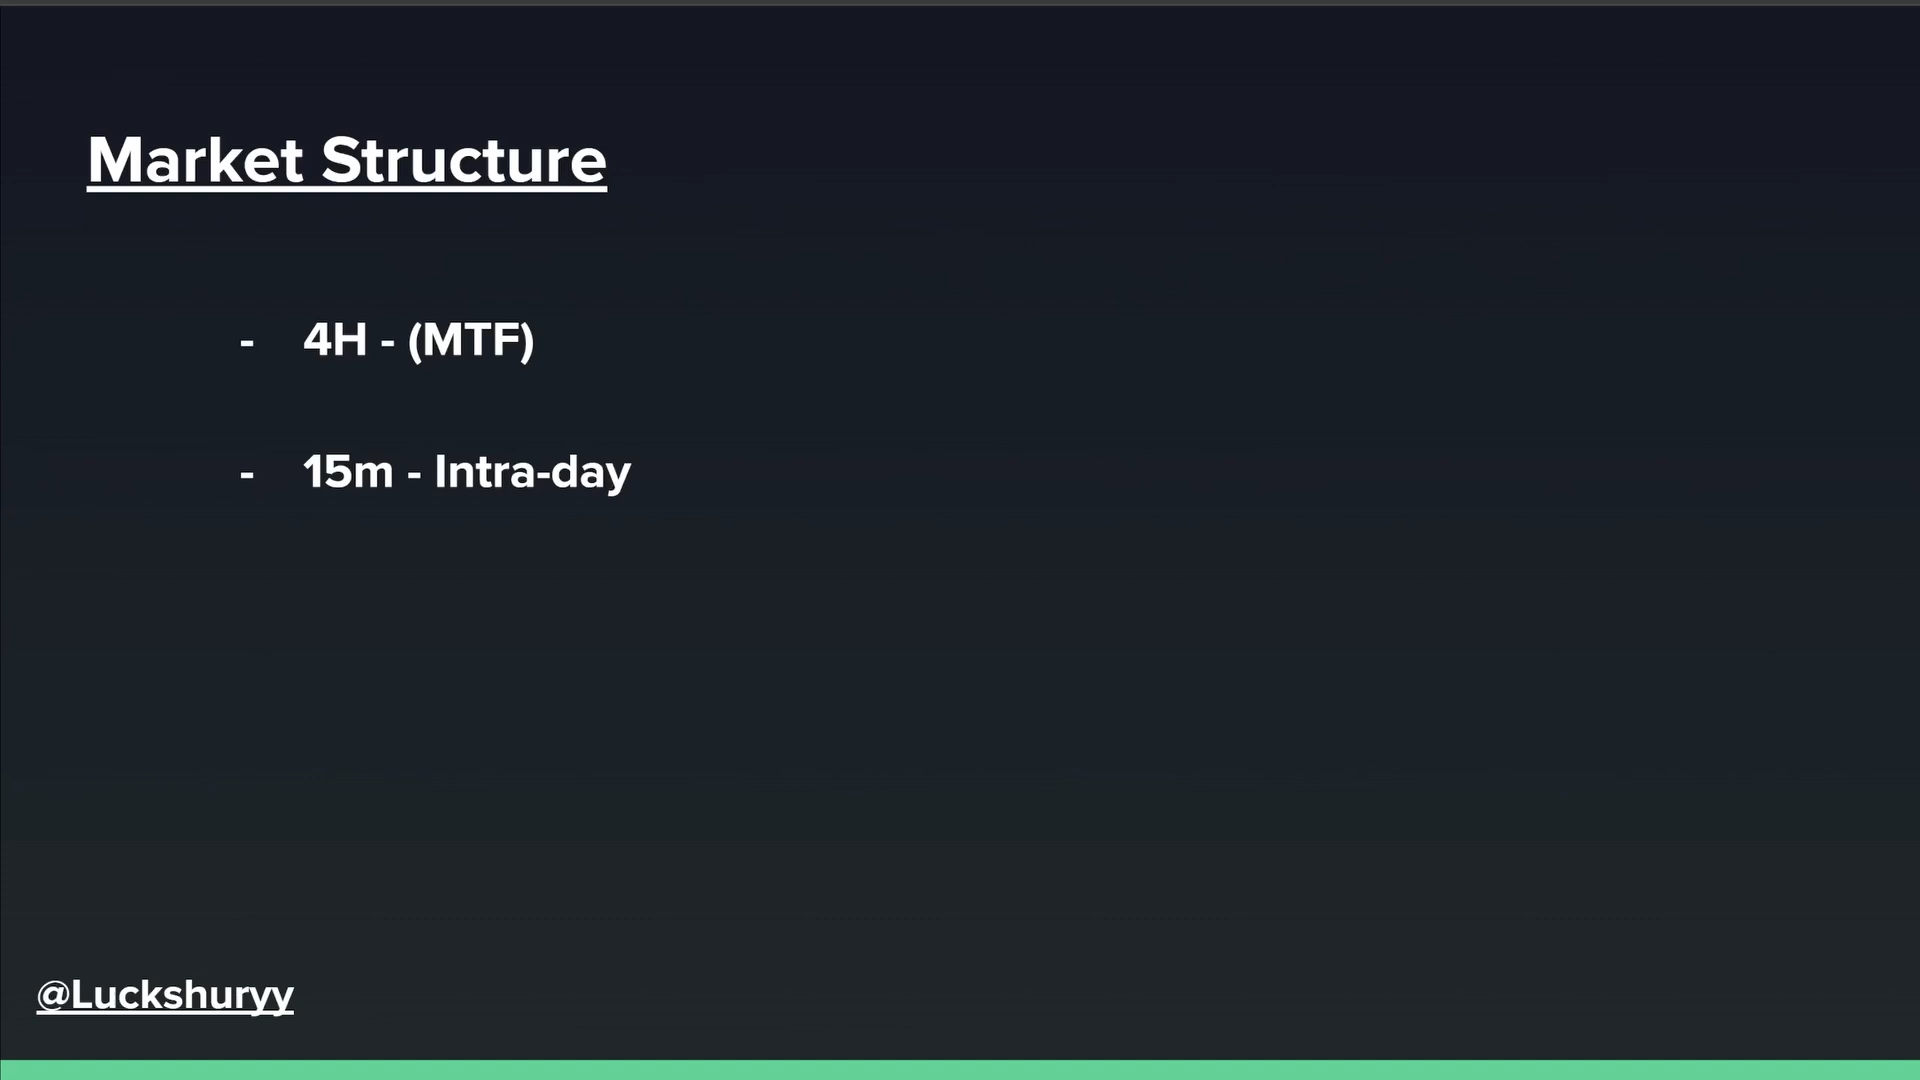 Market Structure
- 4H - (MTF)
- 15m - Intra-day
@Luckshuryy